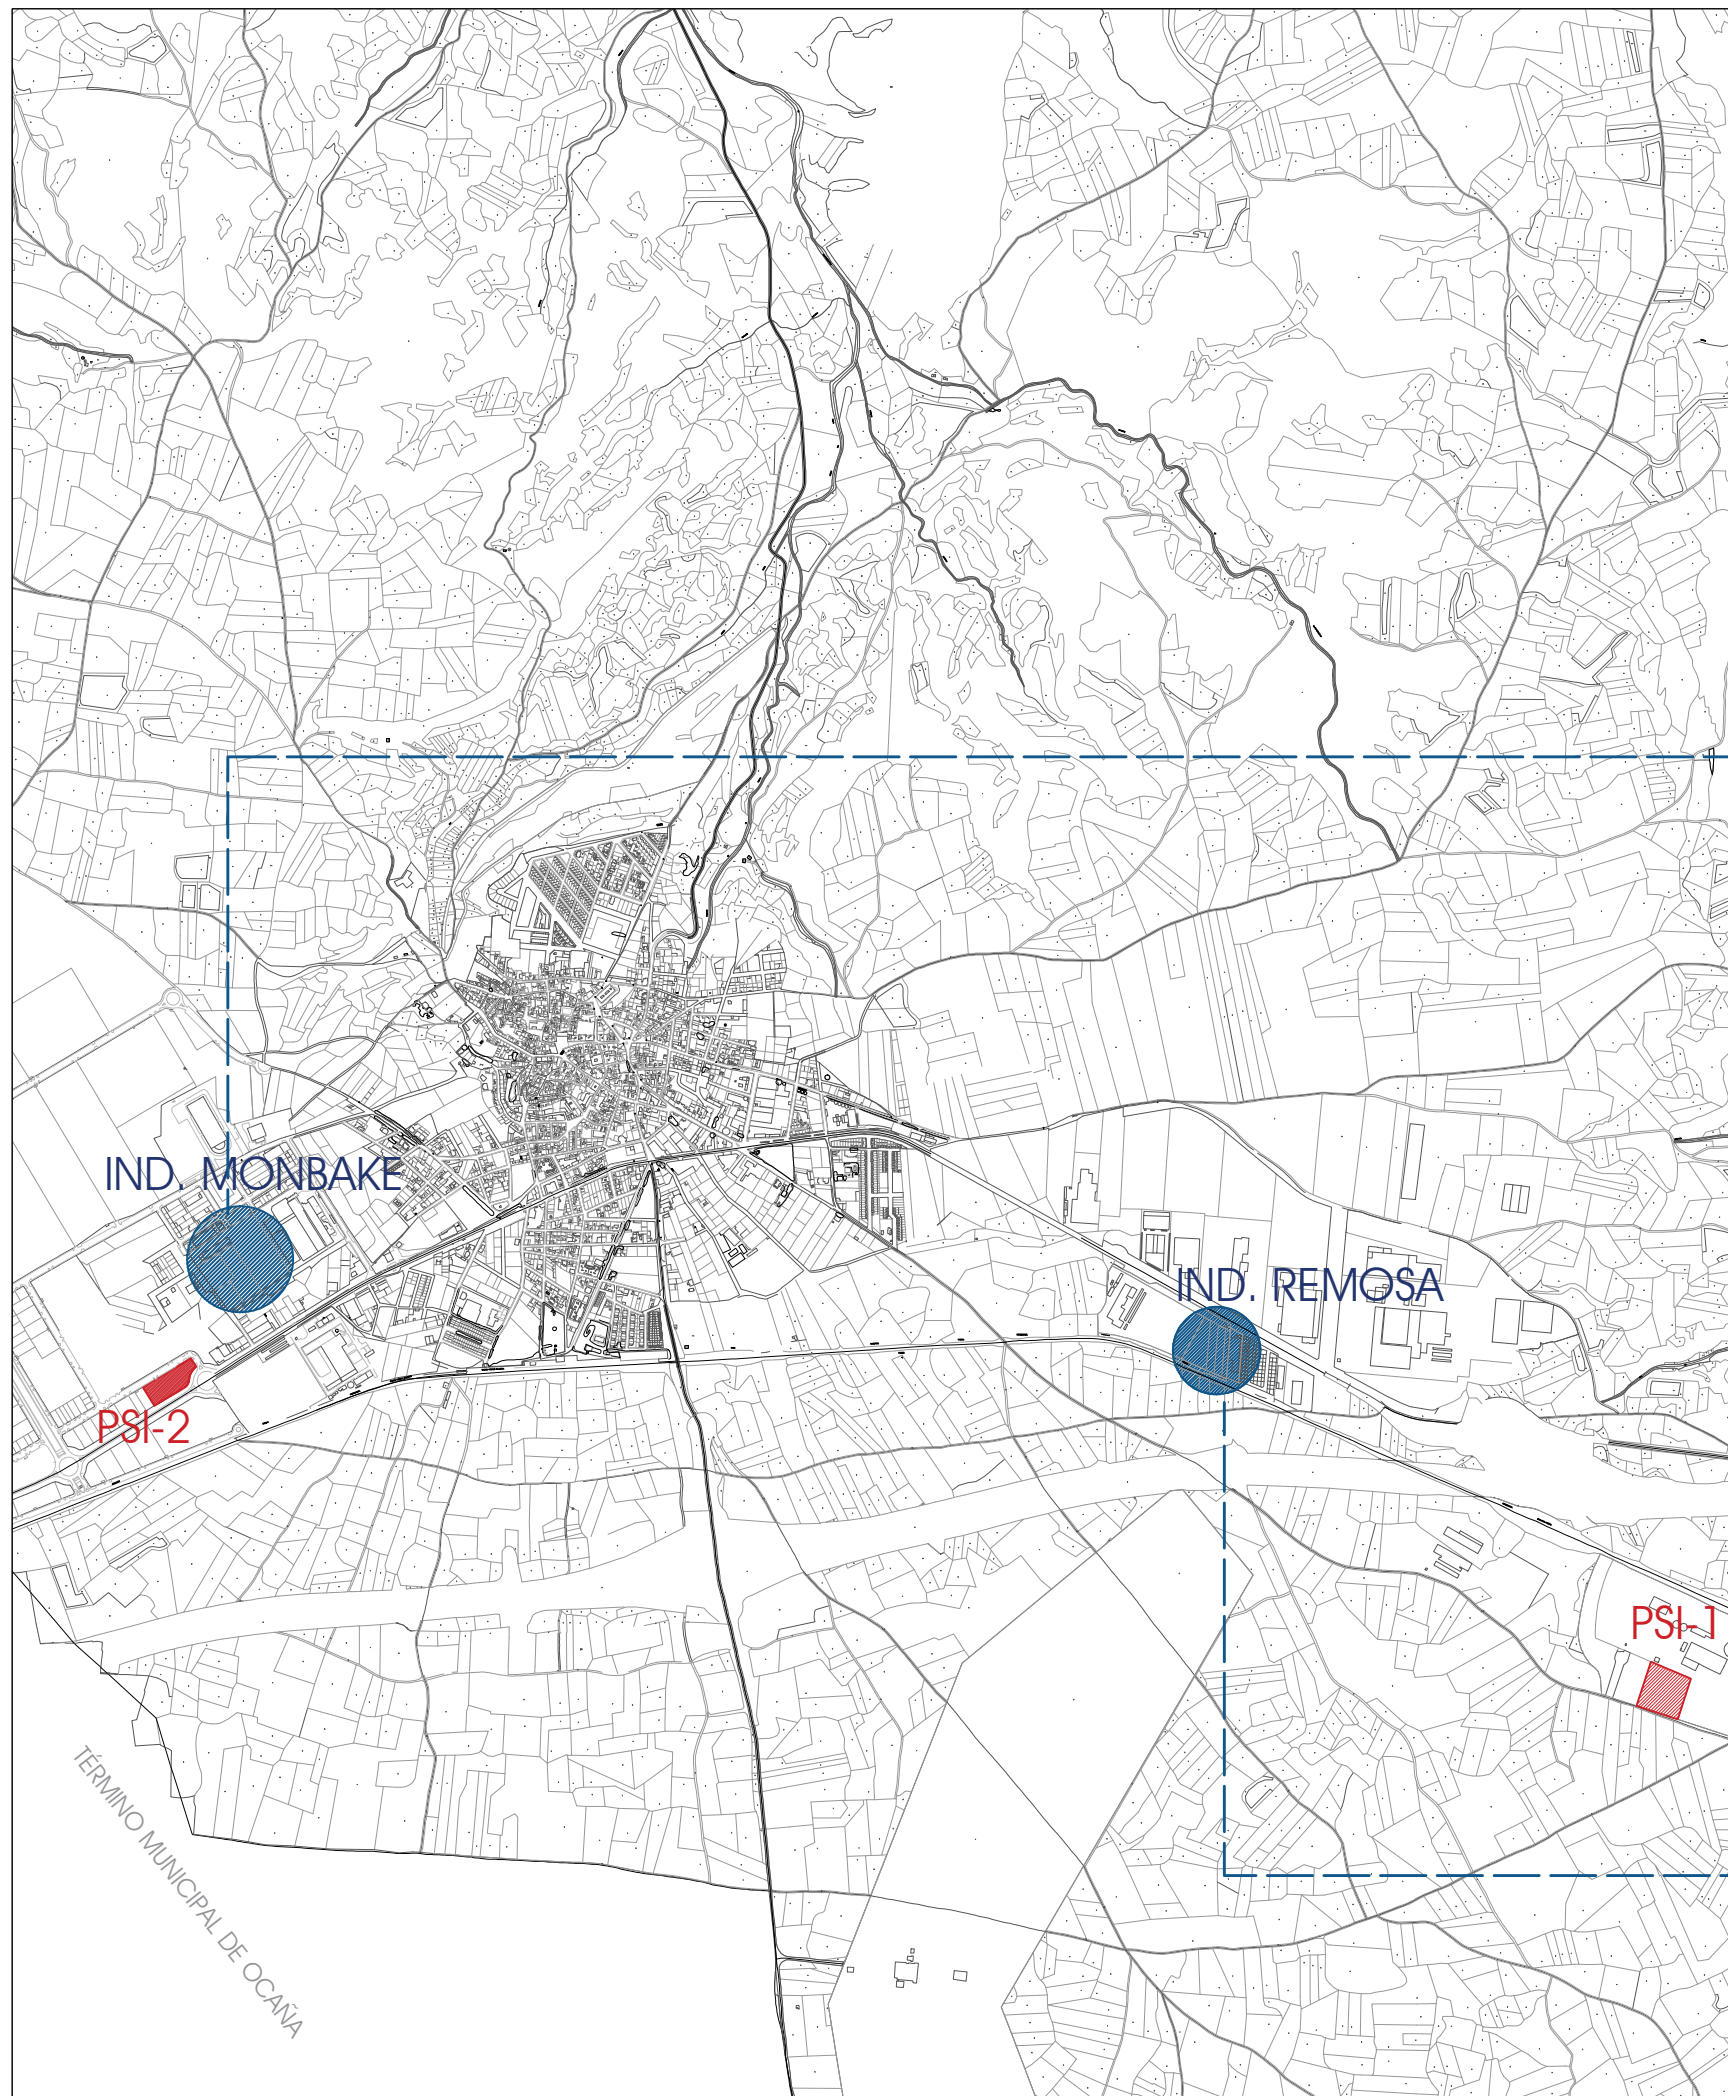 IND. MONBAKE
IND. REMOSA
PSI-2
PSI-1
TÉRMINO MUNICIPAL DE OCAÑA